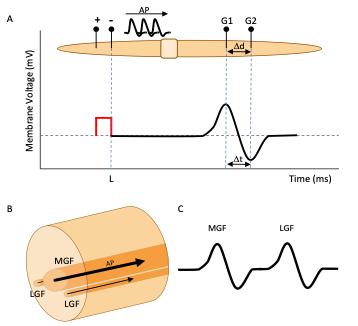 A
+ -
AP
G1 G2
Δd
Membrane Voltage (mV)
Δt
L
Time (ms)
B
MGF
AP
LGF
LGF
C
MGF
LGF